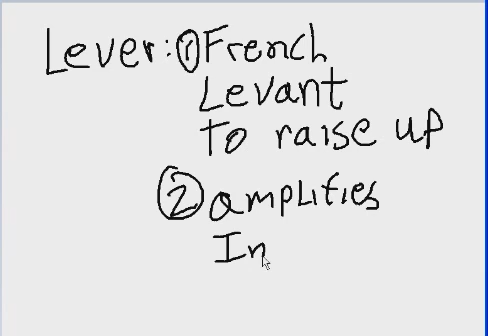 Lever: ① French
Levant
to raise up
② amplifies
In